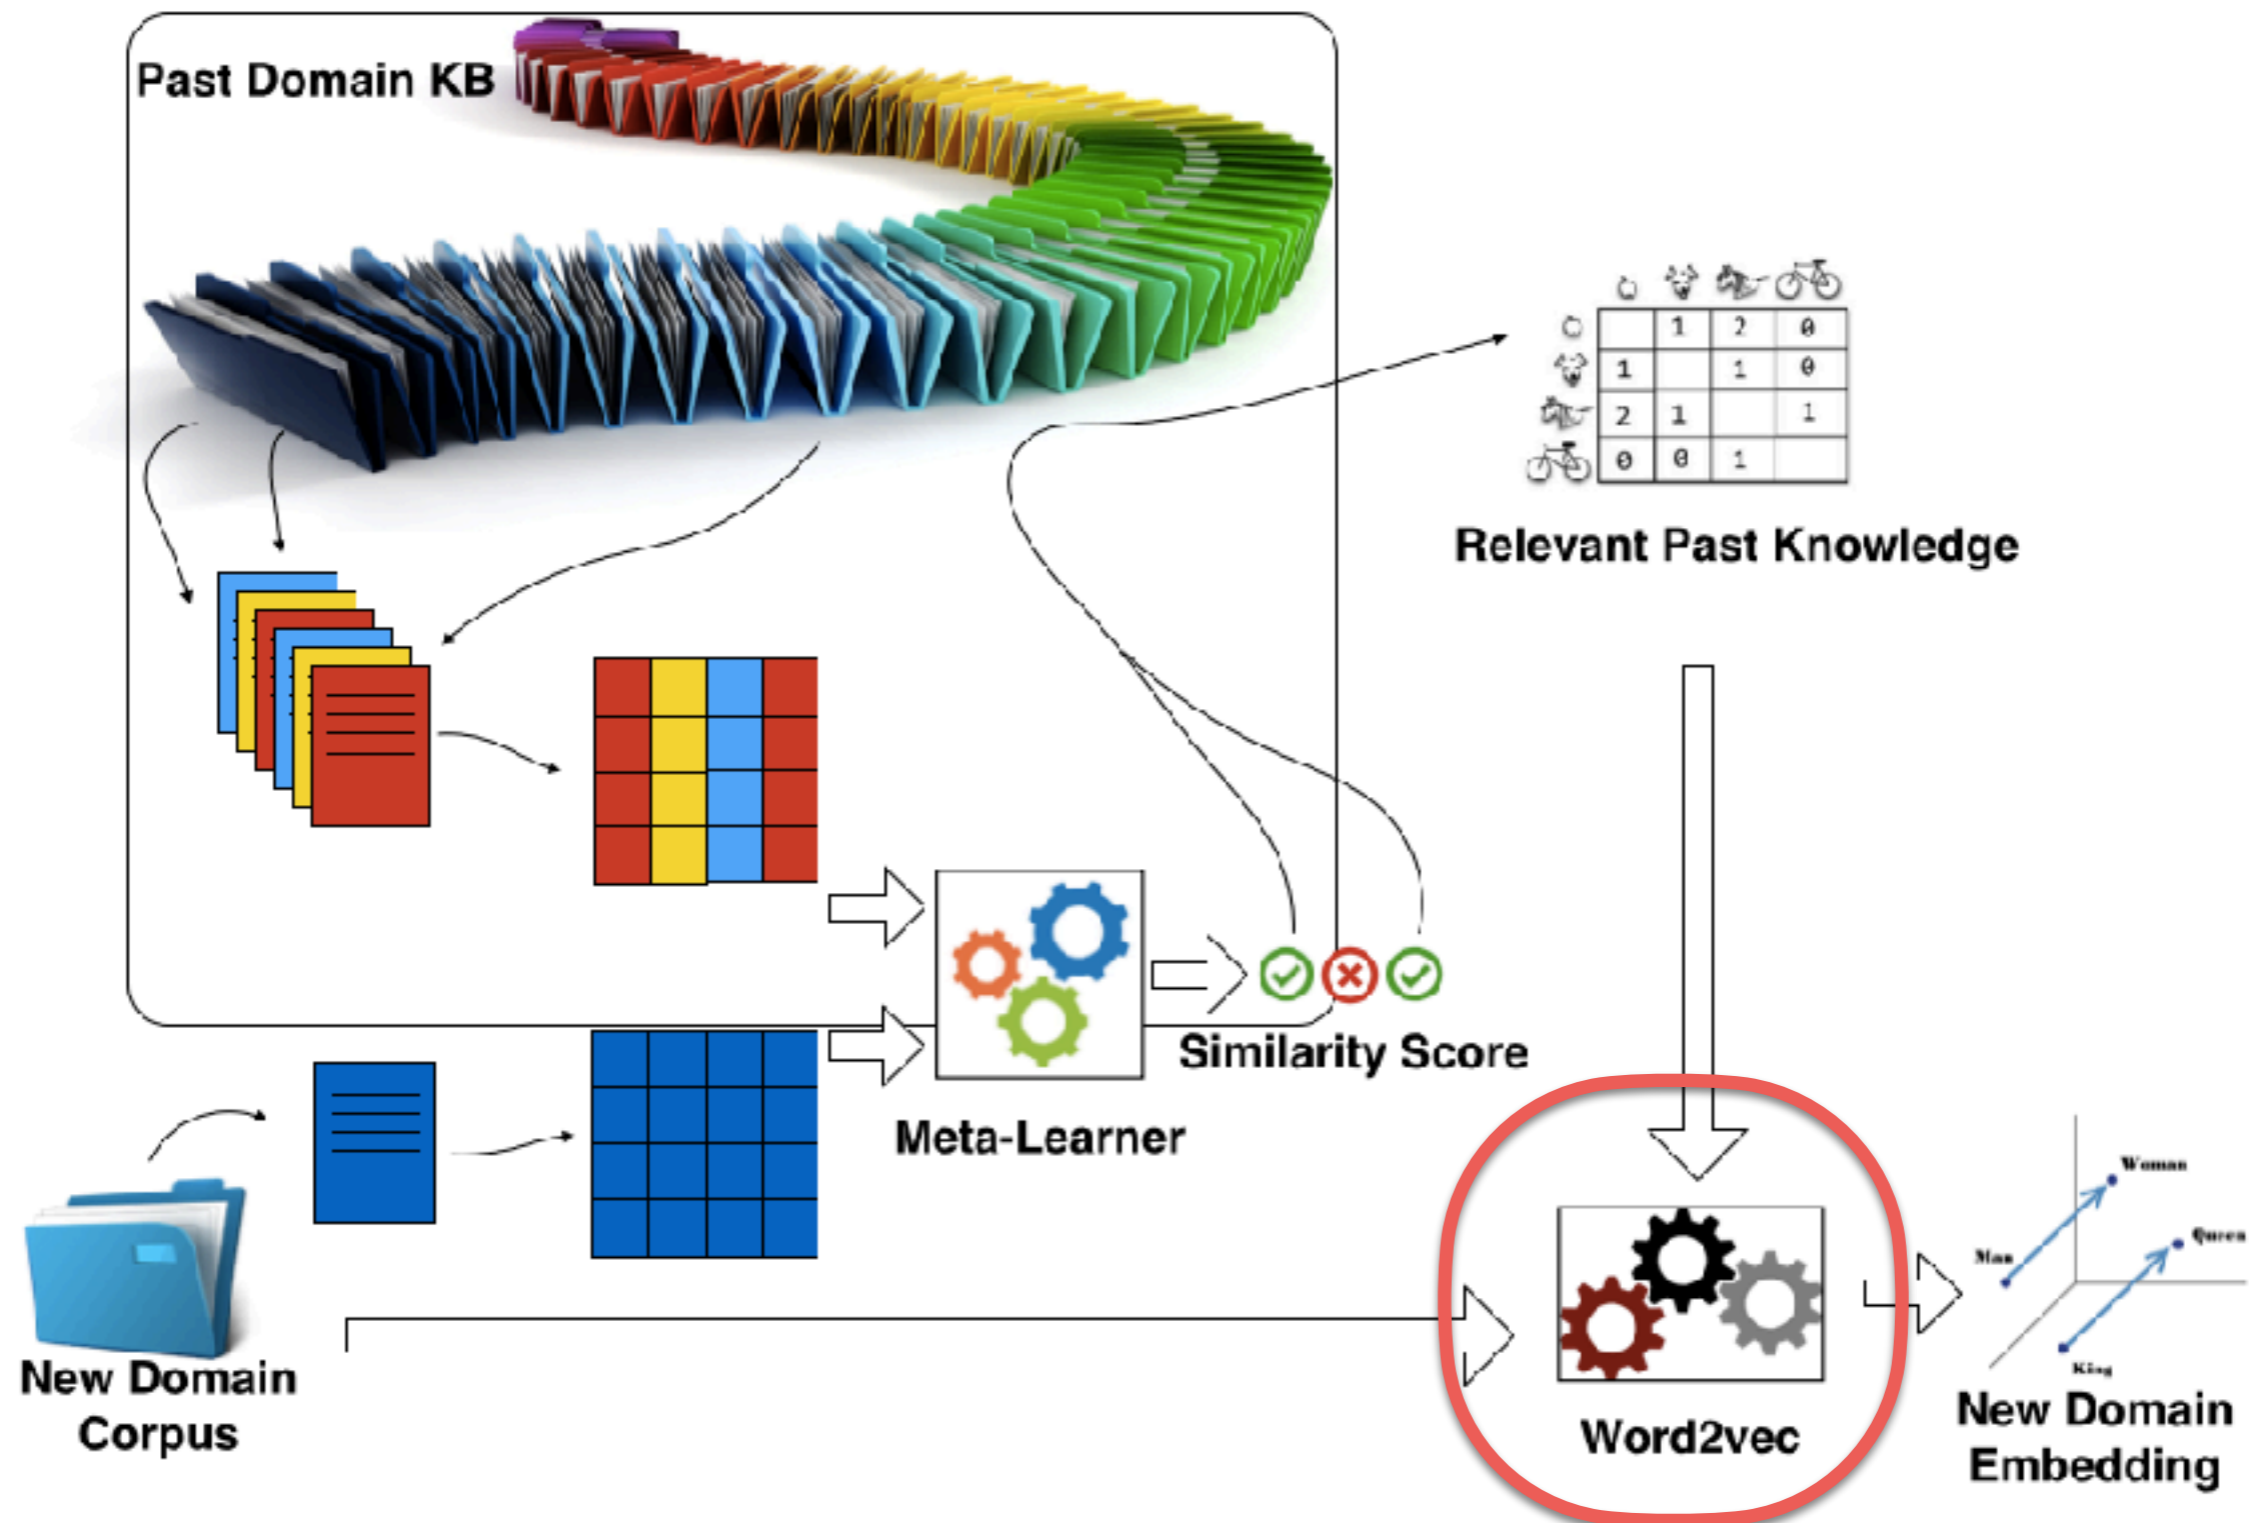 Past Domain KB
1 2 0
1 1 0
2 1 1
0 0 1
Relevant Past Knowledge
Similarity Score
Meta-Learner
New Domain
Corpus
Word2vec
Woman
Queen
Man
King
New Domain
Embedding